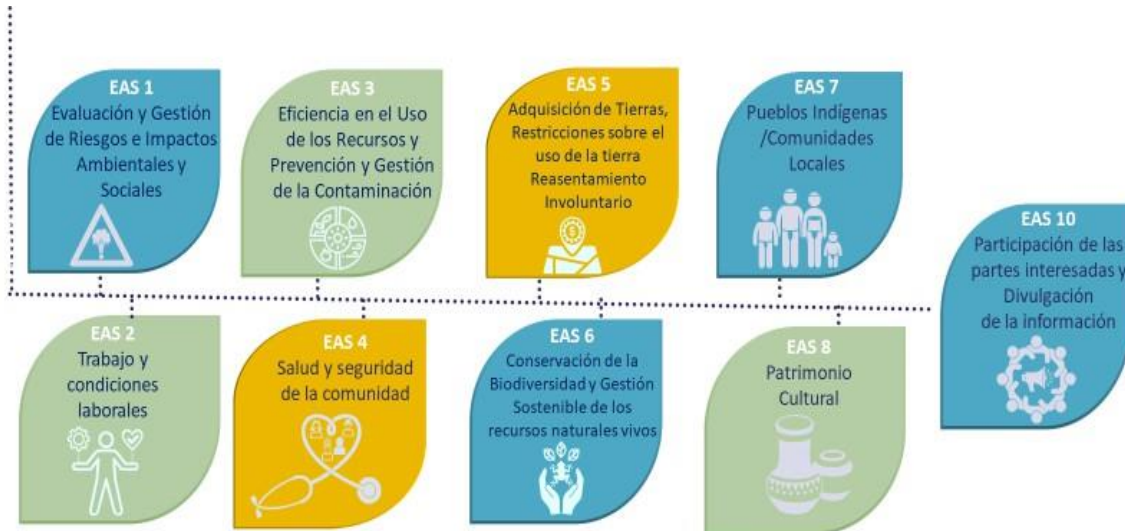 EAS 1
Evaluación y Gestión
de Riesgos e Impactos
Ambientales y
Sociales
EAS 2
Trabajo y
condiciones
laborales
EAS 3
Eficiencia en el Uso
de los Recursos y
Prevención y Gestión
de la Contaminación
EAS 4
Salud y seguridad
de la comunidad
EAS 5
Adquisición de Tierras,
Restricciones sobre el
uso de la tierra
Reasentamiento
Involuntario
EAS 6
Conservación de la
Biodiversidad y Gestión
Sostenible de los
recursos naturales vivos
EAS 7
Pueblos Indígenas
/Comunidades
Locales
EAS 8
Patrimonio
Cultural
EAS 10
Participación de las
partes interesadas y
Divulgación
de la información